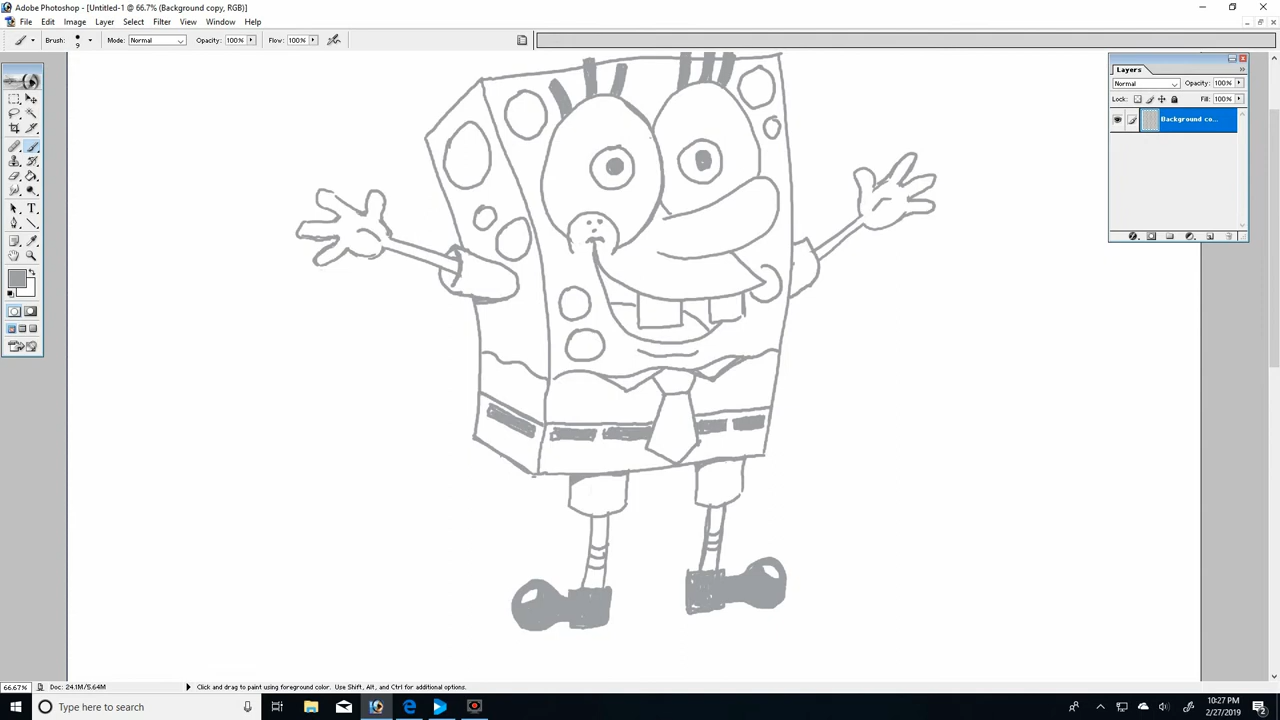 Adobe Photoshop - [Untitled-1 @ 66.7% (Background copy, RGB)]
File Edit Image Layer Select Filter View Window Help
Brush: 9 Mode: Normal Opacity: 100% Flow: 100%
Layers
Normal Opacity: 100%
Lock: Fill: 100%
Background co...
T
66.67% Doc: 24.1M/5.64M Click and drag to paint using foreground color. Use Shift, Alt, and Ctrl for additional options.
Type here to search
10:27 PM
2/27/2019
2